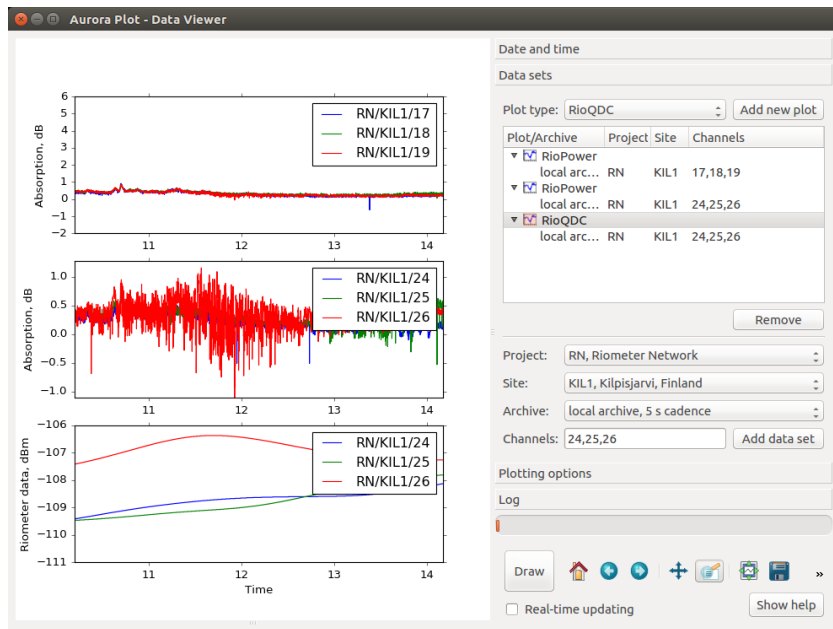 Aurora Plot - Data Viewer
6
5
4
3
2
1
0
−1
−2
Absorption, dB
RN/KIL1/17
RN/KIL1/18
RN/KIL1/19
11 12 13 14
1.0
0.5
0.0
−0.5
−1.0
Absorption, dB
RN/KIL1/24
RN/KIL1/25
RN/KIL1/26
11 12 13 14
−106
−107
−108
−109
−110
−111
Riometer data, dBm
RN/KIL1/24
RN/KIL1/25
RN/KIL1/26
11 12 13 14
Time
Date and time
Data sets
Plot type: RioQDC Add new plot
Plot/Archive Project Site Channels
RioPower
local arc... RN KIL1 17,18,19
RioPower
local arc... RN KIL1 24,25,26
RioQDC
local arc... RN KIL1 24,25,26
Remove
Project: RN, Riometer Network
Site: KIL1, Kilpisjarvi, Finland
Archive: local archive, 5 s cadence
Channels: 24,25,26 Add data set
Plotting options
Log
Draw »
Real-time updating Show help